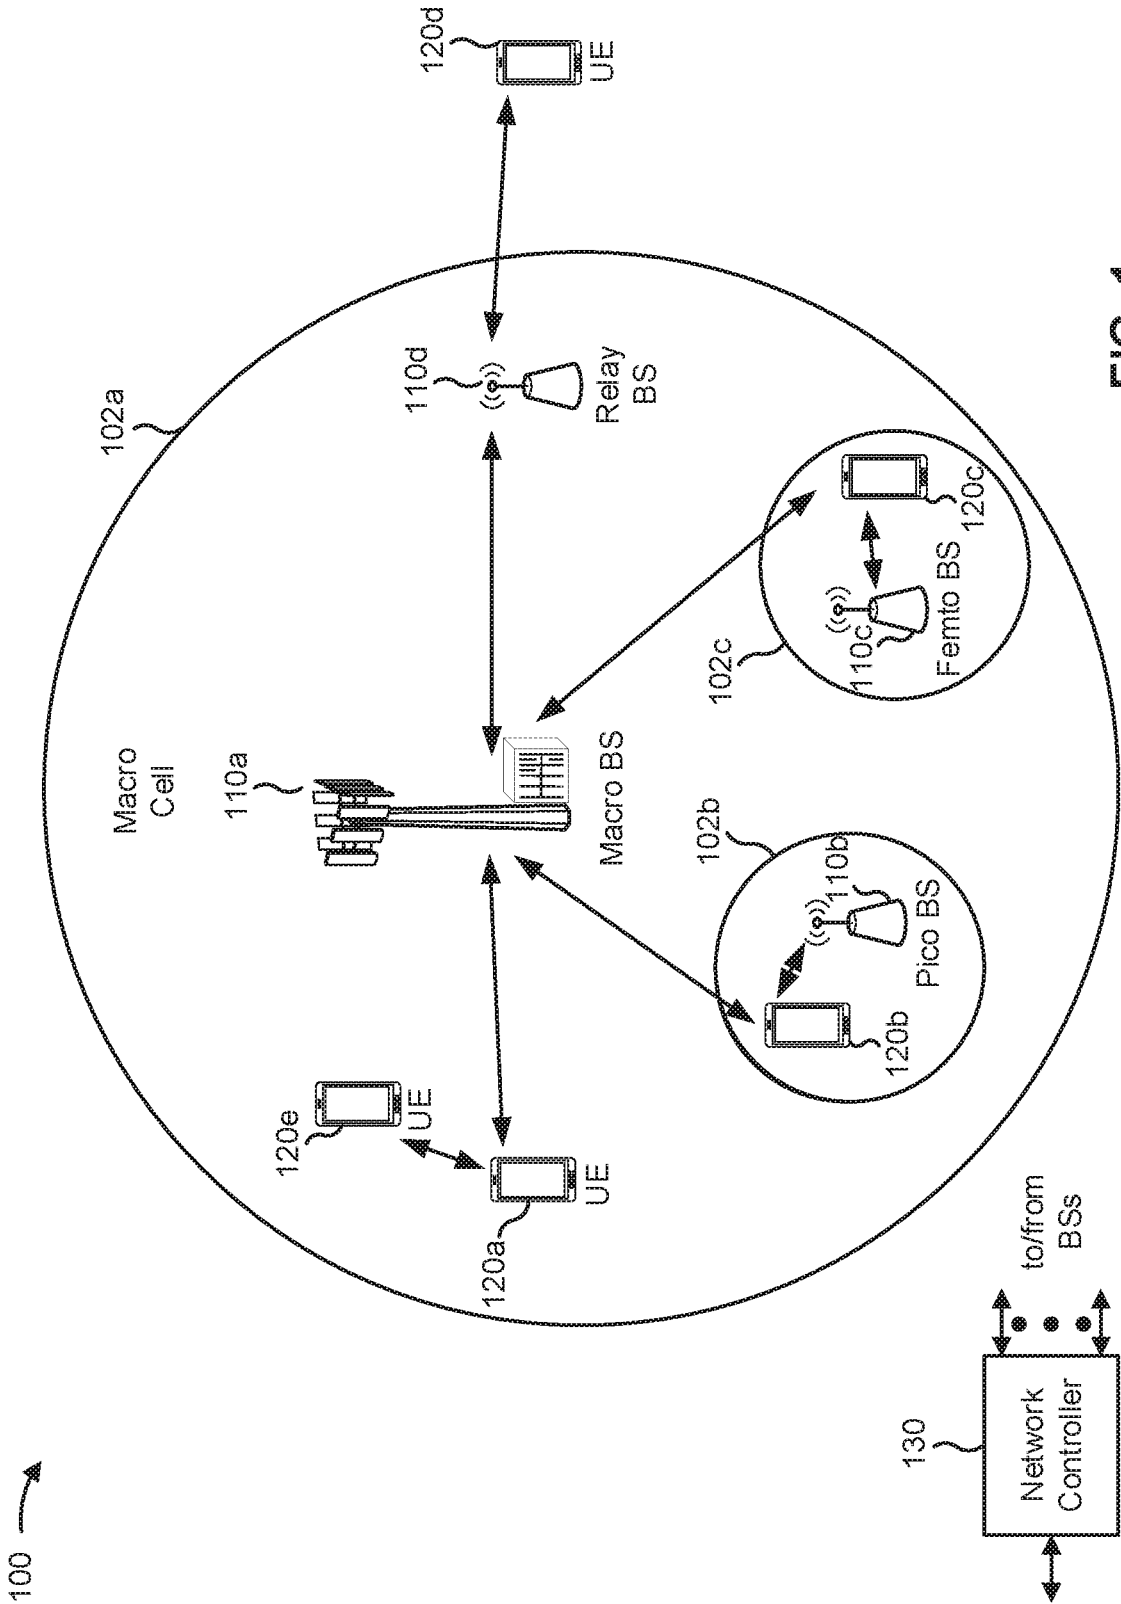 100
Macro
Cell
102a
110a
120d
UE
120e
UE
110d
120a
UE
Macro BS
Relay
BS
102b
102c
110b
Pico BS
120b
110c
Femto BS
120c
130
Network
Controller
to/from
BSs